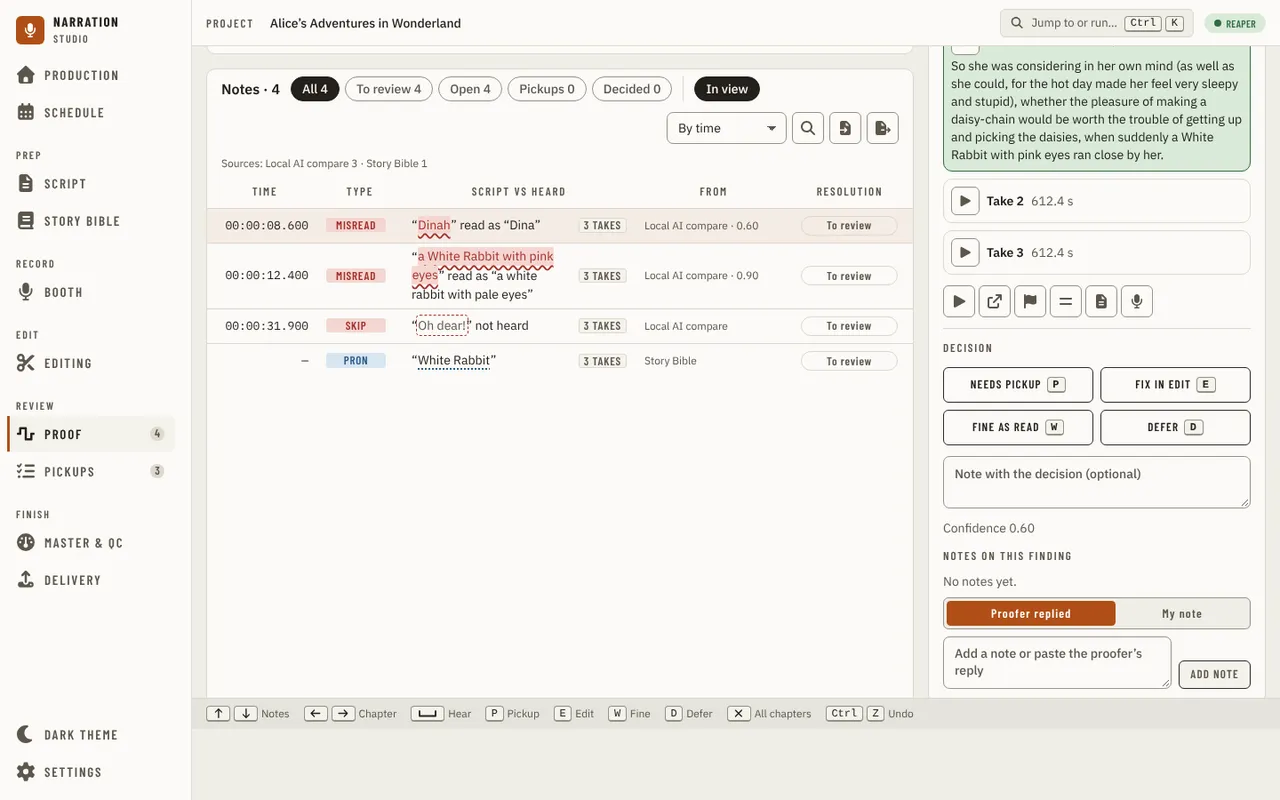 NARRATION
STUDIO
PRODUCTION
SCHEDULE
PREP
SCRIPT
STORY BIBLE
RECORD
BOOTH
EDIT
EDITING
REVIEW
PROOF 4
PICKUPS 3
FINISH
MASTER & QC
DELIVERY
DARK THEME
SETTINGS
PROJECT Alice’s Adventures in Wonderland
Jump to or run... Ctrl K
REAPER
Notes · 4 All 4 To review 4 Open 4 Pickups 0 Decided 0 In view
By time
Sources: Local AI compare 3 · Story Bible 1
TIME TYPE SCRIPT VS HEARD FROM RESOLUTION
00:00:08.600 MISREAD “Dinah” read as “Dina” 3 TAKES Local AI compare · 0.60 To review
00:00:12.400 MISREAD “a White Rabbit with pink
eyes” read as “a white
rabbit with pale eyes” 3 TAKES Local AI compare · 0.90 To review
00:00:31.900 SKIP “Oh dear!” not heard 3 TAKES Local AI compare To review
– PRON “White Rabbit” 3 TAKES Story Bible To review
So she was considering in her own mind (as well as
she could, for the hot day made her feel very sleepy
and stupid), whether the pleasure of making a
daisy-chain would be worth the trouble of getting up
and picking the daisies, when suddenly a White
Rabbit with pink eyes ran close by her.
Take 2 612.4 s
Take 3 612.4 s
DECISION
NEEDS PICKUP P FIX IN EDIT E
FINE AS READ W DEFER D
Note with the decision (optional)
Confidence 0.60
NOTES ON THIS FINDING
No notes yet.
Proofer replied My note
Add a note or paste the proofer’s
reply
ADD NOTE
↑ ↓ Notes ← → Chapter Hear P Pickup E Edit W Fine D Defer ✕ All chapters Ctrl Z Undo